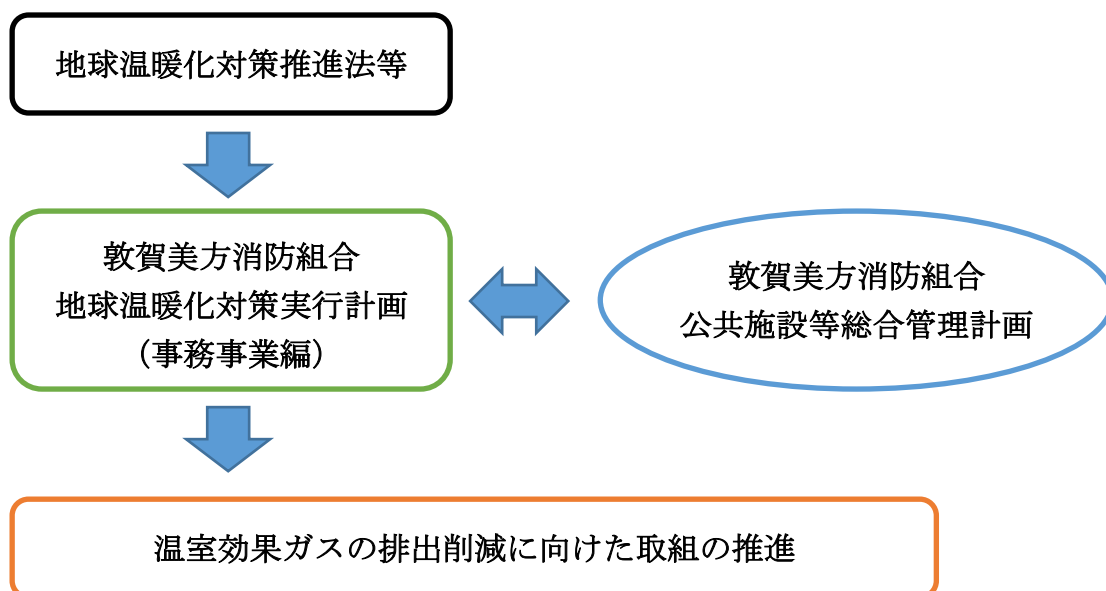 地球温暖化対策推進法等
敦賀美方消防組合
地球温暖化対策実行計画
（事務事業編）
敦賀美方消防組合
公共施設等総合管理計画
温室効果ガスの排出削減に向けた取組の推進